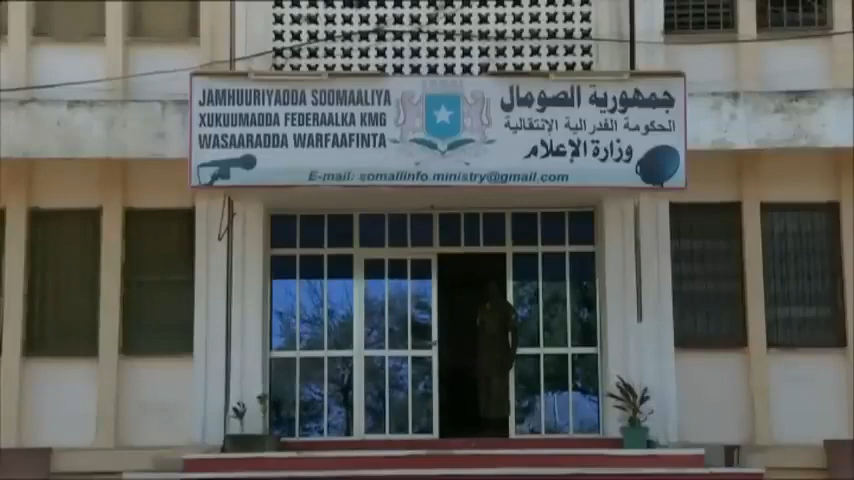 JAMHUURIYADDA SOOMAALIYA
XUKUUMADDA FEDERAALKA KMG
WASAARADDA WARFAAFINTA
جمهورية الصومال
الحكومة الفدرالية الإنتقالية
وزارة الإعلام
E-mail: somaliinfo.ministry@gmail.com